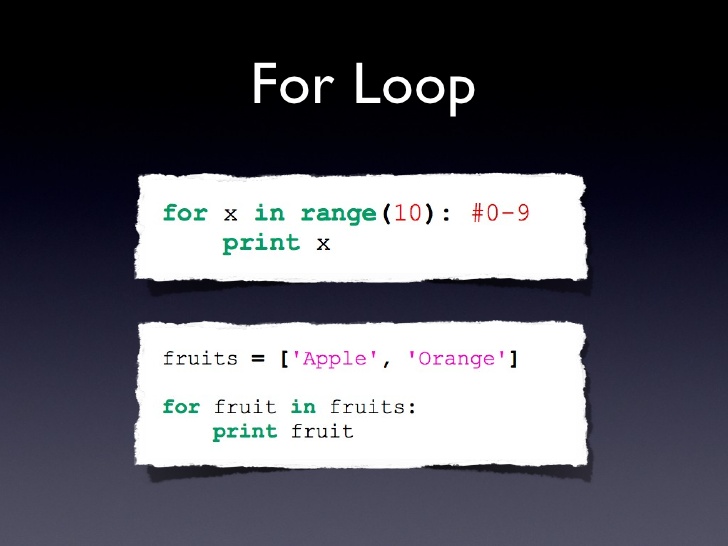 For Loop
for x in range(10): #0-9
    print x
fruits = ['Apple', 'Orange']
for fruit in fruits:
    print fruit